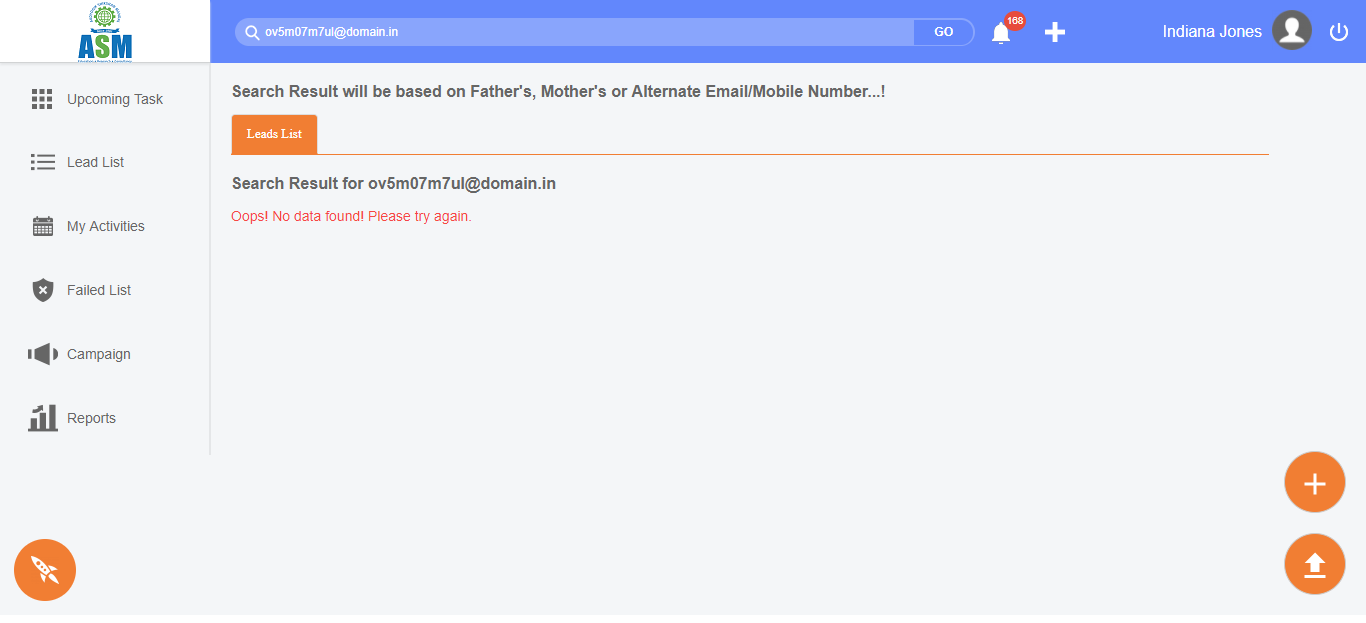 ASM
ov5m07m7ul@domain.in
GO
168
Indiana Jones
Upcoming Task
Lead List
My Activities
Failed List
Campaign
Reports
Search Result will be based on Father's, Mother's or Alternate Email/Mobile Number...!
Leads List
Search Result for ov5m07m7ul@domain.in
Oops! No data found! Please try again.